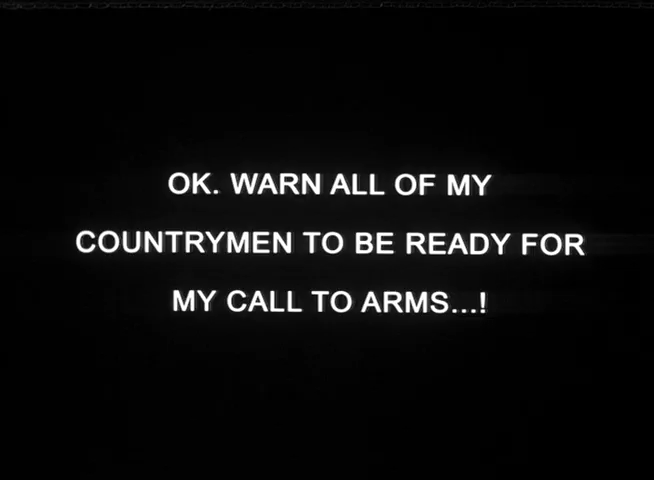 OK. WARN ALL OF MY
COUNTRYMEN TO BE READY FOR
MY CALL TO ARMS...!